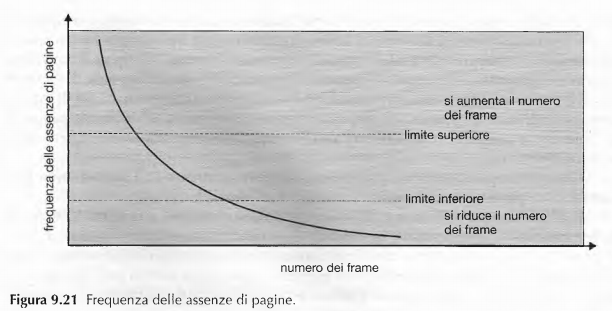 frequenza delle assenze di pagine
si aumenta il numero
dei frame
limite superiore
limite inferiore
si riduce il numero
dei frame
numero dei frame
Figura 9.21 Frequenza delle assenze di pagine.